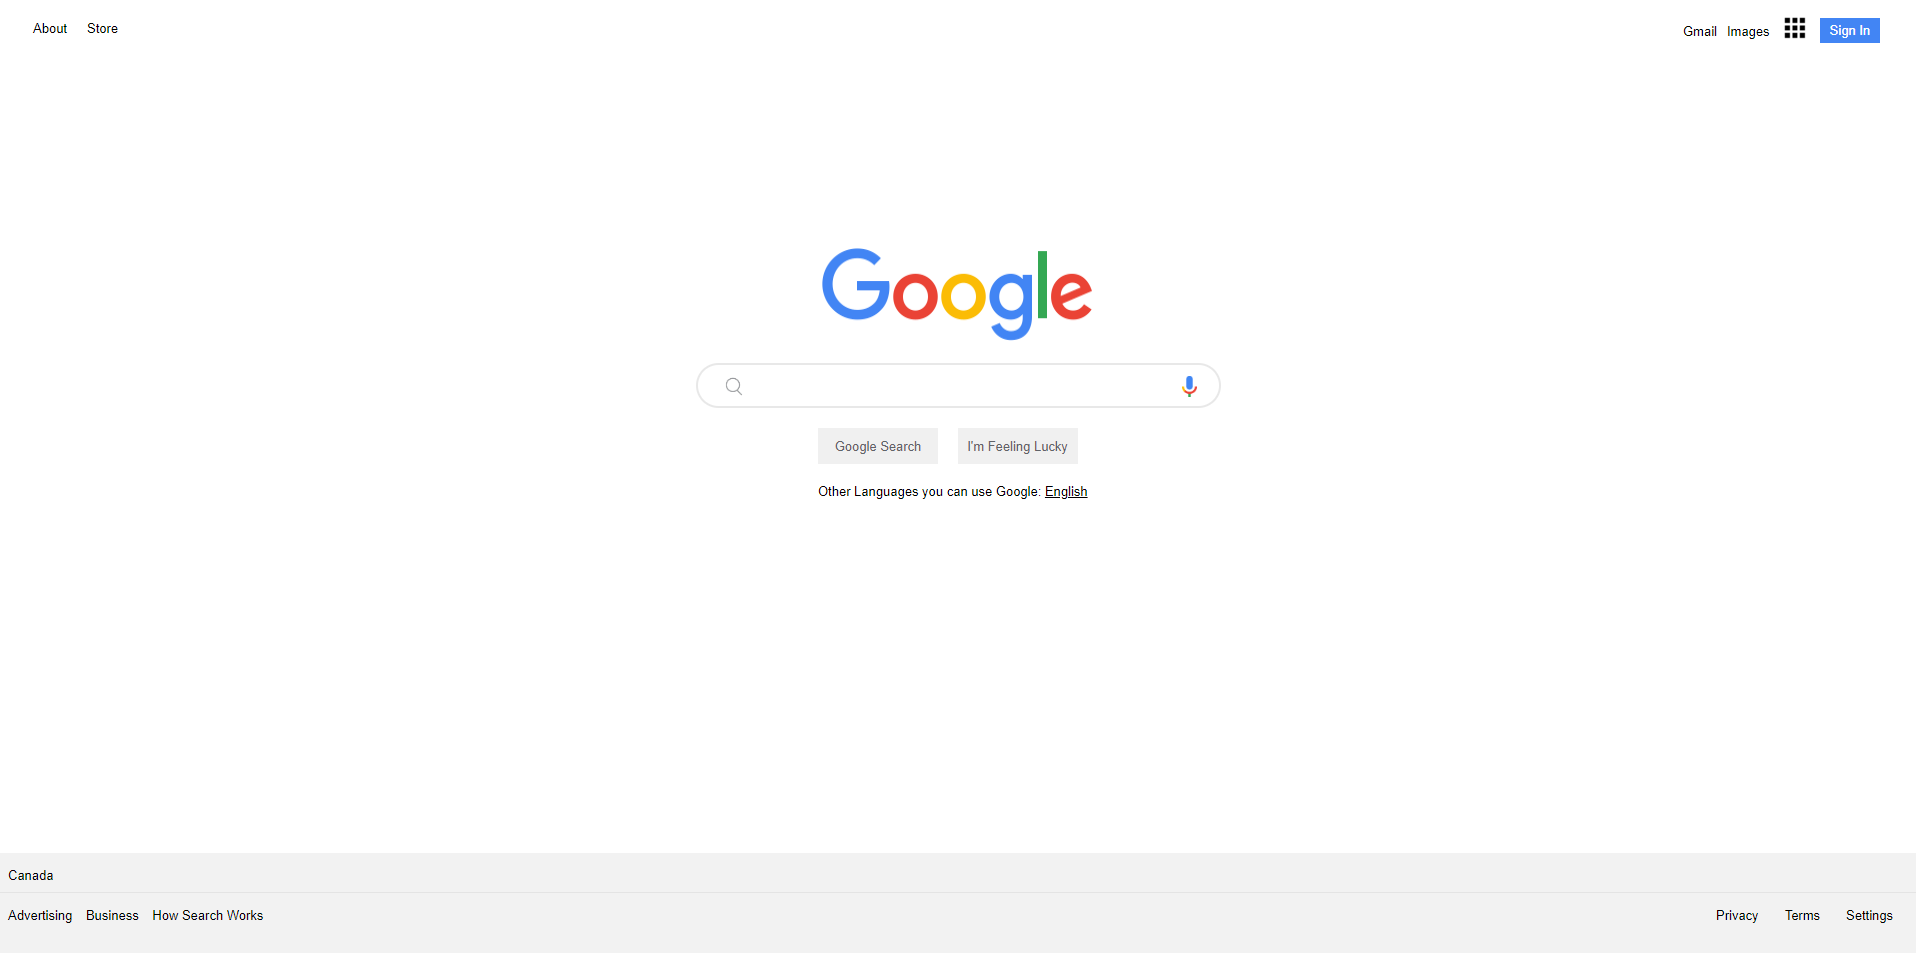 About Store
Gmail Images Sign In
Google
Google Search I'm Feeling Lucky
Other Languages you can use Google: English
Canada
Advertising Business How Search Works Privacy Terms Settings